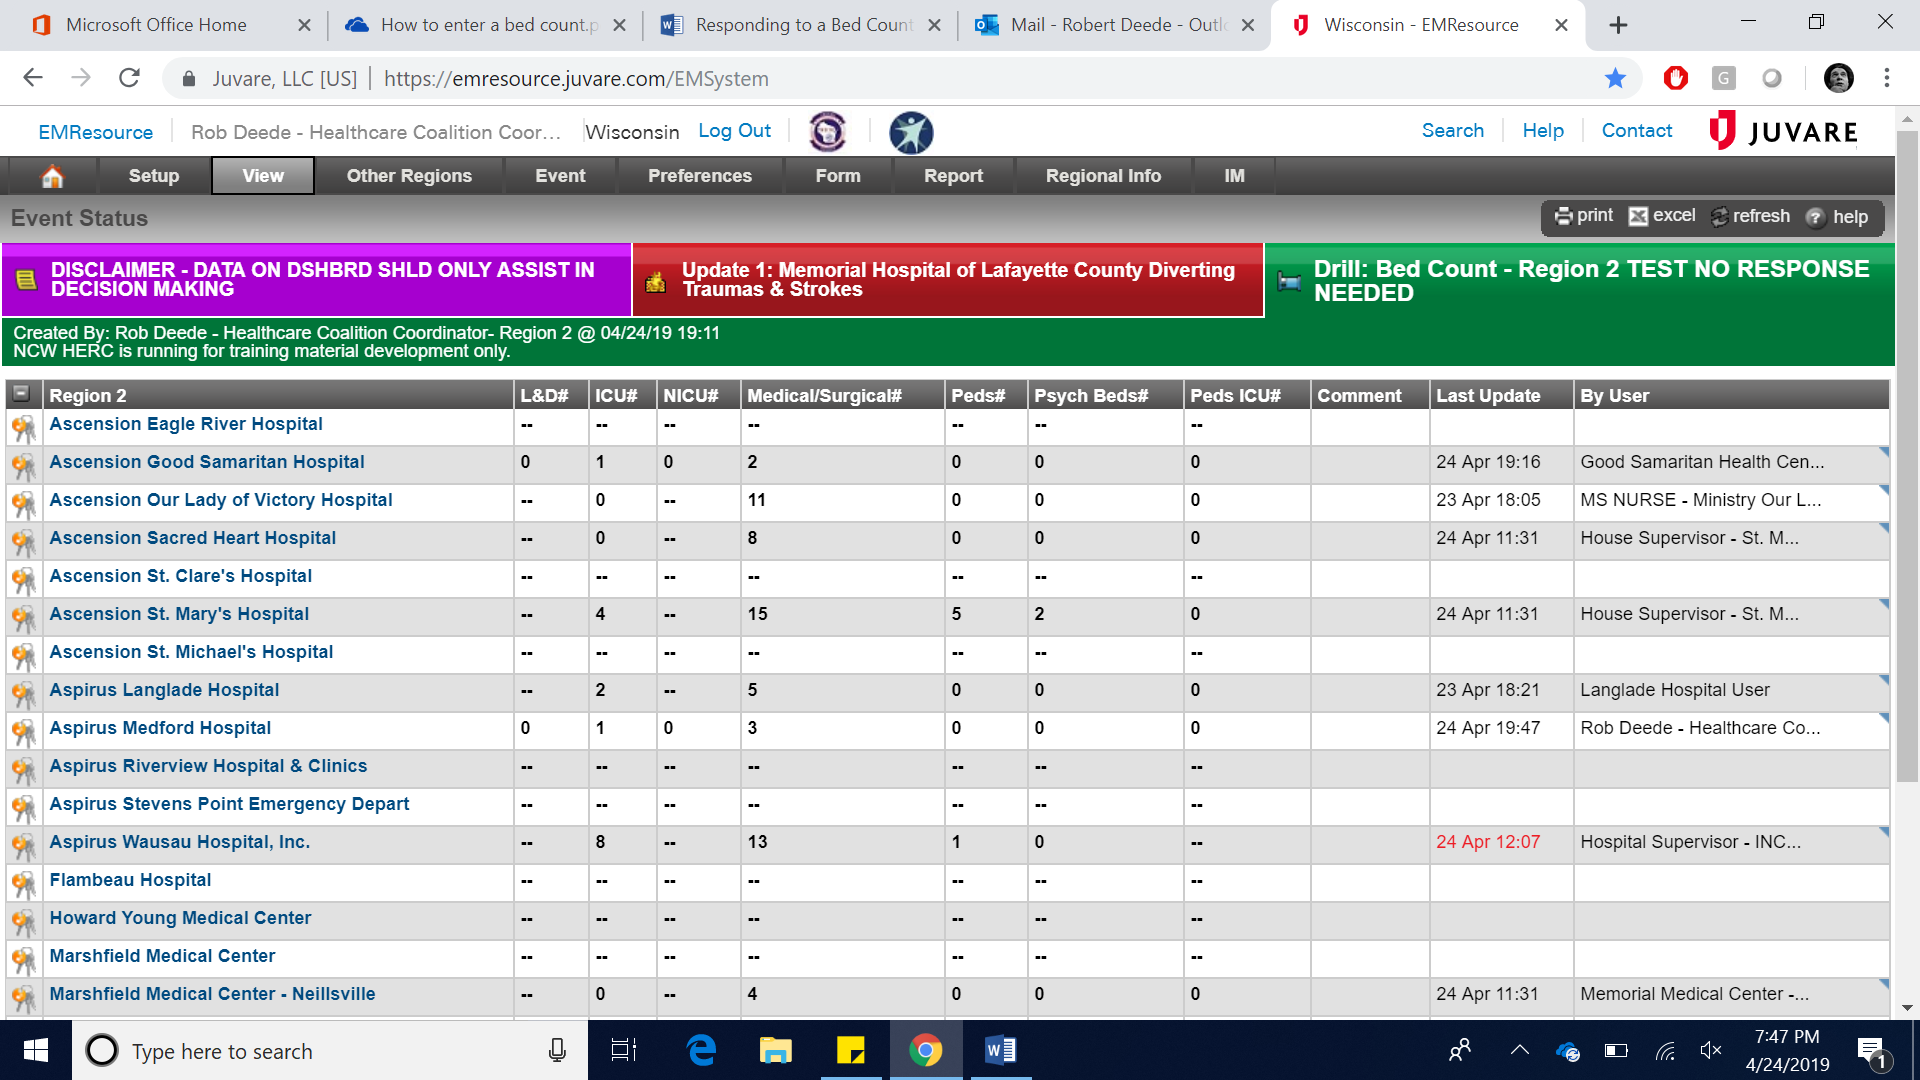 Microsoft Office Home
How to enter a bed count.p
Responding to a Bed Count
Mail - Robert Deede - Outlo
Wisconsin - EMResource
Juvare, LLC [US] | https://emresource.juvare.com/EMSystem
G
EMResource
Rob Deede - Healthcare Coalition Coor...
Wisconsin
Log Out
Search
Help
Contact
JUVARE
Setup View Other Regions Event Preferences Form Report Regional Info IM
Event Status
print excel refresh help
DISCLAIMER - DATA ON DSHBRD SHLD ONLY ASSIST IN
DECISION MAKING
Update 1: Memorial Hospital of Lafayette County Diverting
Traumas & Strokes
Drill: Bed Count - Region 2 TEST NO RESPONSE
NEEDED
Created By: Rob Deede - Healthcare Coalition Coordinator- Region 2 @ 04/24/19 19:11
NCW HERC is running for training material development only.
Region 2 L&D# ICU# NICU# Medical/Surgical# Peds# Psych Beds# Peds ICU# Comment Last Update By User
Ascension Eagle River Hospital -- -- -- -- -- -- --
Ascension Good Samaritan Hospital 0 1 0 2 0 0 0 24 Apr 19:16 Good Samaritan Health Cen...
Ascension Our Lady of Victory Hospital -- 0 -- 11 0 0 0 23 Apr 18:05 MS NURSE - Ministry Our L...
Ascension Sacred Heart Hospital -- 0 -- 8 0 0 0 24 Apr 11:31 House Supervisor - St. M...
Ascension St. Clare's Hospital -- -- -- -- -- -- --
Ascension St. Mary's Hospital -- 4 -- 15 5 2 0 24 Apr 11:31 House Supervisor - St. M...
Ascension St. Michael's Hospital -- -- -- -- -- -- --
Aspirus Langlade Hospital -- 2 -- 5 0 0 0 23 Apr 18:21 Langlade Hospital User
Aspirus Medford Hospital 0 1 0 3 0 0 0 24 Apr 19:47 Rob Deede - Healthcare Co...
Aspirus Riverview Hospital & Clinics -- -- -- -- -- -- --
Aspirus Stevens Point Emergency Depart -- -- -- -- -- -- --
Aspirus Wausau Hospital, Inc. -- 8 -- 13 1 0 -- 24 Apr 12:07 Hospital Supervisor - INC...
Flambeau Hospital -- -- -- -- -- -- --
Howard Young Medical Center -- -- -- -- -- -- --
Marshfield Medical Center -- -- -- -- -- -- --
Marshfield Medical Center - Neillsville -- 0 -- 4 0 0 0 24 Apr 11:31 Memorial Medical Center -...
Type here to search
7:47 PM
4/24/2019
1